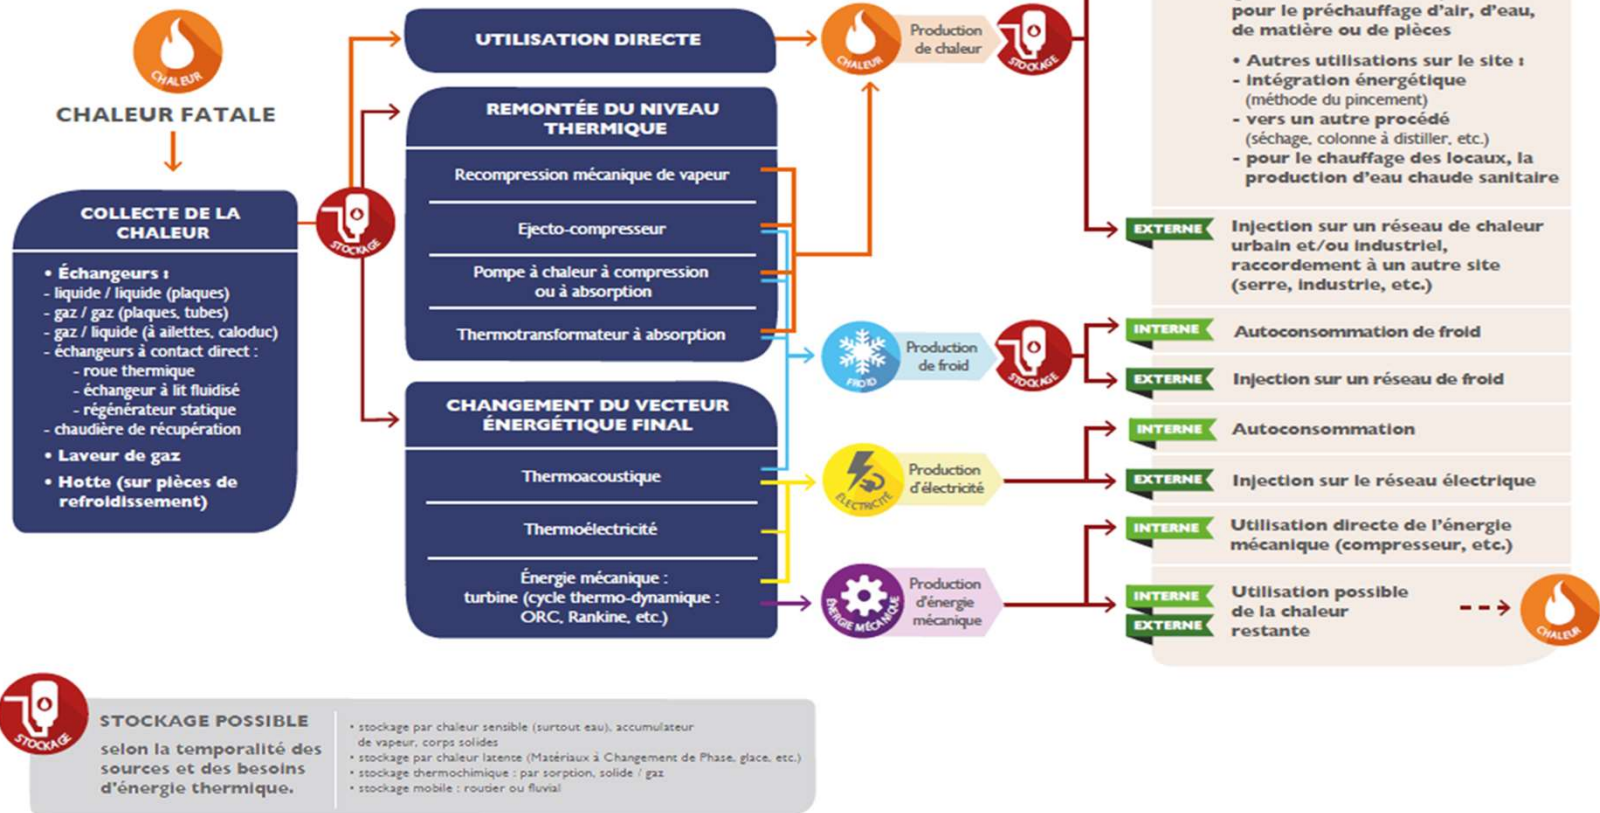 CHALEUR
CHALEUR FATALE
COLLECTE DE LA
CHALEUR
• Échangeurs :
- liquide / liquide (plaques)
- gaz / gaz (plaques, tubes)
- gaz / liquide (à ailettes, caloduc)
- échangeurs à contact direct :
- roue thermique
- échangeur à lit fluidisé
- régénérateur statique
- chaudière de récupération
• Laveur de gaz
• Hotte (sur pièces de
refroidissement)
STOCKAGE
UTILISATION DIRECTE
REMONTÉE DU NIVEAU
THERMIQUE
Recompression mécanique de vapeur
Ejecto-compresseur
Pompe à chaleur à compression
ou à absorption
Thermotransformateur à absorption
CHANGEMENT DU VECTEUR
ÉNERGÉTIQUE FINAL
Thermoacoustique
Thermoélectricité
Énergie mécanique :
turbine (cycle thermo-dynamique :
ORC, Rankine, etc.)
CHALEUR
Production
de chaleur
STOCKAGE
FROID
Production
de froid
STOCKAGE
ÉLECTRICITÉ
Production
d'électricité
ÉNERGIE MÉCANIQUE
Production
d'énergie
mécanique
pour le préchauffage d'air, d'eau,
de matière ou de pièces
• Autres utilisations sur le site :
- intégration énergétique
(méthode du pincement)
- vers un autre procédé
(séchage, colonne à distiller, etc.)
- pour le chauffage des locaux, la
production d'eau chaude sanitaire
EXTERNE
Injection sur un réseau de chaleur
urbain et/ou industriel,
raccordement à un autre site
(serre, industrie, etc.)
INTERNE
Autoconsommation de froid
EXTERNE
Injection sur un réseau de froid
INTERNE
Autoconsommation
EXTERNE
Injection sur le réseau électrique
INTERNE
Utilisation directe de l'énergie
mécanique (compresseur, etc.)
INTERNE
EXTERNE
Utilisation possible
de la chaleur
restante
CHALEUR
STOCKAGE
STOCKAGE POSSIBLE
selon la temporalité des
sources et des besoins
d'énergie thermique.
• stockage par chaleur sensible (surtout eau), accumulateur
de vapeur, corps solides
• stockage par chaleur latente (Matériaux à Changement de Phase, glace, etc.)
• stockage thermochimique : par sorption, solide / gaz
• stockage mobile : routier ou fluvial